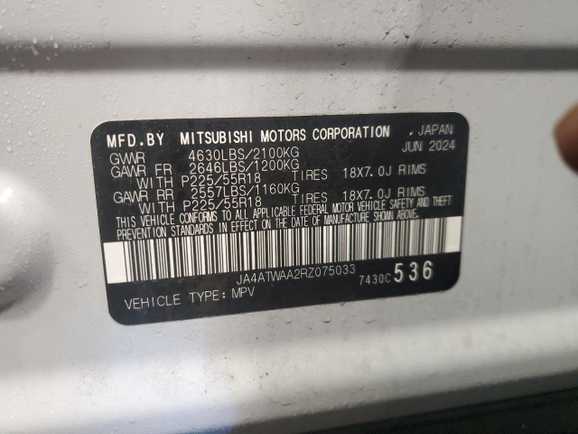 MFD.BY MITSUBISHI MOTORS CORPORATION , JAPAN
GVWR 4630LBS/2100KG JUN 2024
GAWR FR 2646LBS/1200KG
WITH P225/55R18 TIRES 18X7.0J RIMS
GAWR RR 2557LBS/1160KG
WITH P225/55R18 TIRES 18X7.0J RIMS
THIS VEHICLE CONFORMS TO ALL APPLICABLE FEDERAL MOTOR VEHICLE SAFETY AND THEFT
PREVENTION STANDARDS IN EFFECT ON THE DATE OF MANUFACTURE SHOWN ABOVE.
JA4ATWAA2RZ075033
7430C 536
VEHICLE TYPE: MPV